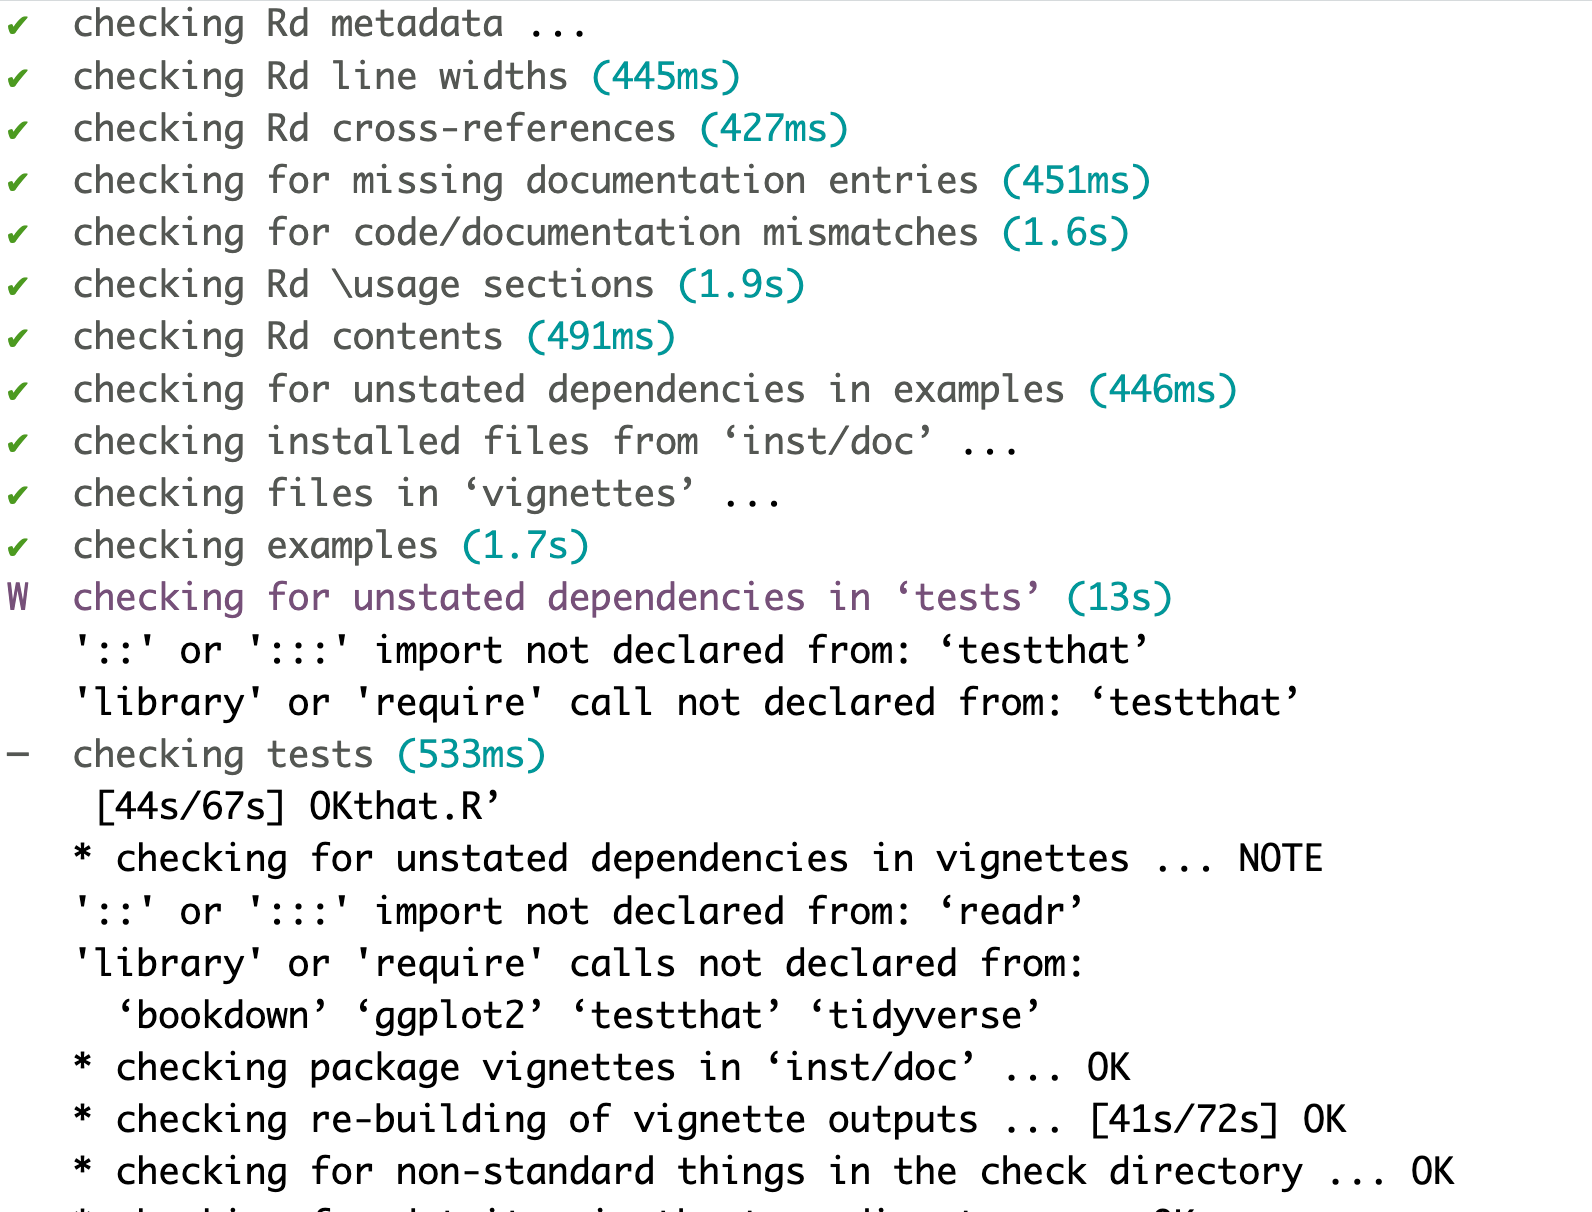 ✔ checking Rd metadata ...
✔ checking Rd line widths (445ms)
✔ checking Rd cross-references (427ms)
✔ checking for missing documentation entries (451ms)
✔ checking for code/documentation mismatches (1.6s)
✔ checking Rd \usage sections (1.9s)
✔ checking Rd contents (491ms)
✔ checking for unstated dependencies in examples (446ms)
✔ checking installed files from ‘inst/doc’ ...
✔ checking files in ‘vignettes’ ...
✔ checking examples (1.7s)
W checking for unstated dependencies in ‘tests’ (13s)
'::' or ':::' import not declared from: ‘testthat’
'library' or 'require' call not declared from: ‘testthat’
─ checking tests (533ms)
[44s/67s] OKthat.R’
* checking for unstated dependencies in vignettes ... NOTE
'::' or ':::' import not declared from: ‘readr’
'library' or 'require' calls not declared from:
‘bookdown’ ‘ggplot2’ ‘testthat’ ‘tidyverse’
* checking package vignettes in ‘inst/doc’ ... OK
* checking re-building of vignette outputs ... [41s/72s] OK
* checking for non-standard things in the check directory ... OK